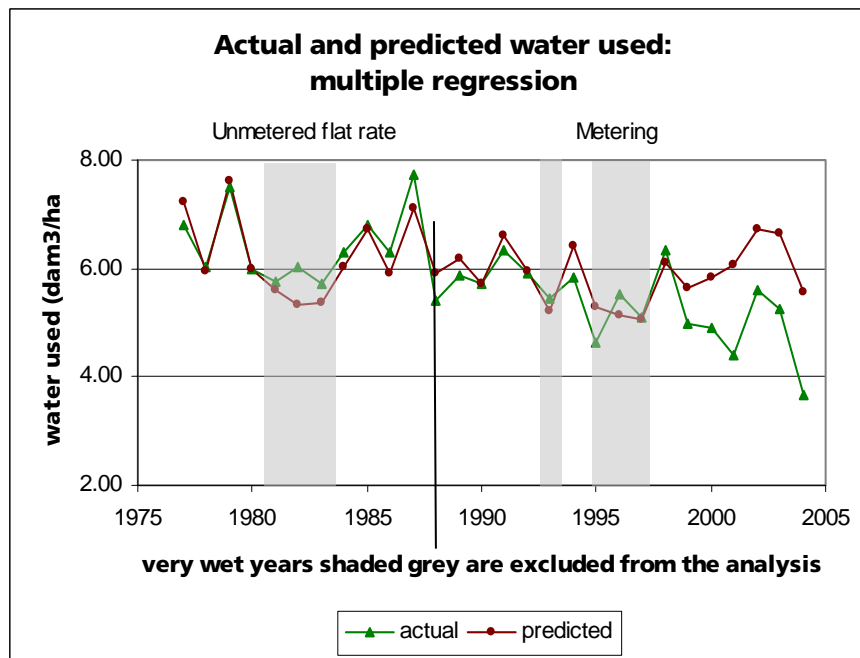 Actual and predicted water used:
multiple regression
Unmetered flat rate
Metering
water used (dam3/ha
8.00
6.00
4.00
2.00
1975 1980 1985 1990 1995 2000 2005
very wet years shaded grey are excluded from the analysis
actual predicted